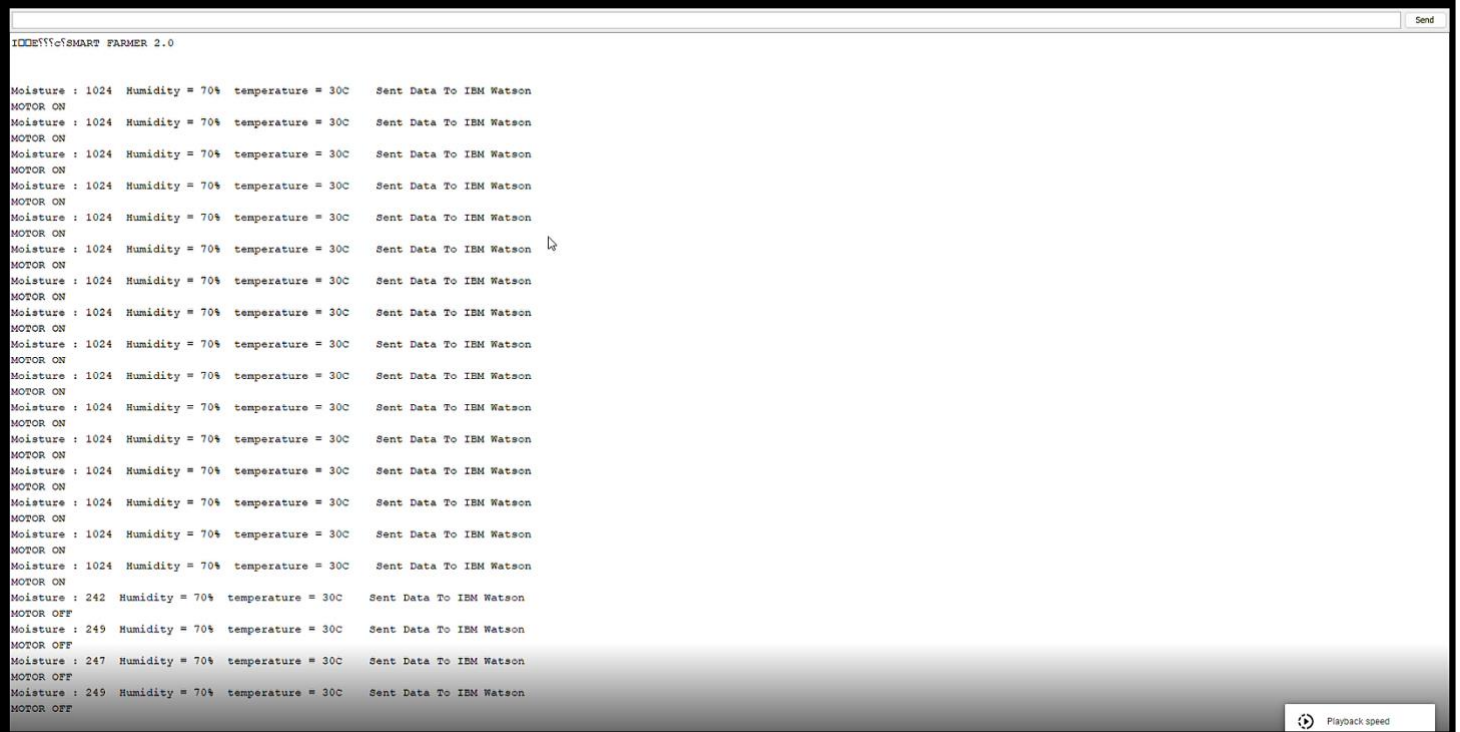 Send
I□□E⸮⸮⸮c⸮SMART FARMER 2.0
Moisture : 1024  Humidity = 70%  temperature = 30C    Sent Data To IBM Watson
MOTOR ON
Moisture : 1024  Humidity = 70%  temperature = 30C    Sent Data To IBM Watson
MOTOR ON
Moisture : 1024  Humidity = 70%  temperature = 30C    Sent Data To IBM Watson
MOTOR ON
Moisture : 1024  Humidity = 70%  temperature = 30C    Sent Data To IBM Watson
MOTOR ON
Moisture : 1024  Humidity = 70%  temperature = 30C    Sent Data To IBM Watson
MOTOR ON
Moisture : 1024  Humidity = 70%  temperature = 30C    Sent Data To IBM Watson
MOTOR ON
Moisture : 1024  Humidity = 70%  temperature = 30C    Sent Data To IBM Watson
MOTOR ON
Moisture : 1024  Humidity = 70%  temperature = 30C    Sent Data To IBM Watson
MOTOR ON
Moisture : 1024  Humidity = 70%  temperature = 30C    Sent Data To IBM Watson
MOTOR ON
Moisture : 1024  Humidity = 70%  temperature = 30C    Sent Data To IBM Watson
MOTOR ON
Moisture : 1024  Humidity = 70%  temperature = 30C    Sent Data To IBM Watson
MOTOR ON
Moisture : 1024  Humidity = 70%  temperature = 30C    Sent Data To IBM Watson
MOTOR ON
Moisture : 1024  Humidity = 70%  temperature = 30C    Sent Data To IBM Watson
MOTOR ON
Moisture : 1024  Humidity = 70%  temperature = 30C    Sent Data To IBM Watson
MOTOR ON
Moisture : 1024  Humidity = 70%  temperature = 30C    Sent Data To IBM Watson
MOTOR ON
Moisture : 1024  Humidity = 70%  temperature = 30C    Sent Data To IBM Watson
MOTOR ON
Moisture : 242  Humidity = 70%  temperature = 30C    Sent Data To IBM Watson
MOTOR OFF
Moisture : 249  Humidity = 70%  temperature = 30C    Sent Data To IBM Watson
MOTOR OFF
Moisture : 247  Humidity = 70%  temperature = 30C    Sent Data To IBM Watson
MOTOR OFF
Moisture : 249  Humidity = 70%  temperature = 30C    Sent Data To IBM Watson
MOTOR OFF
Playback speed